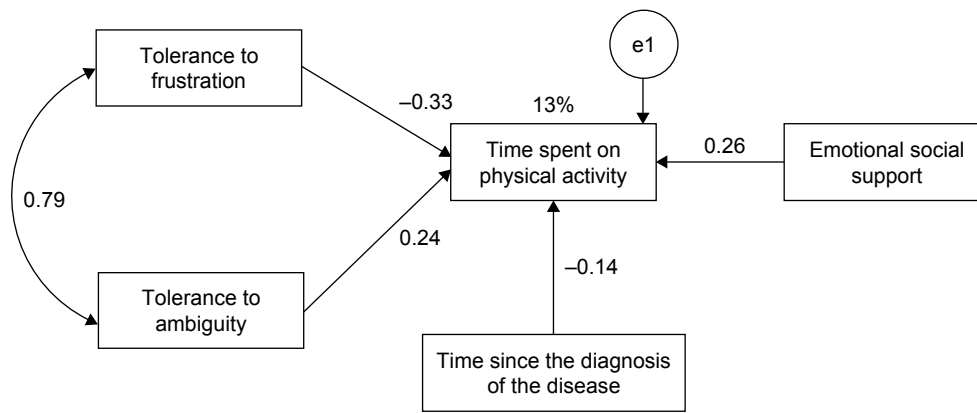 Tolerance to
frustration
e1
–0.33
13%
Time spent on
physical activity
0.26
Emotional social
support
0.79
0.24
Tolerance to
ambiguity
–0.14
Time since the diagnosis
of the disease